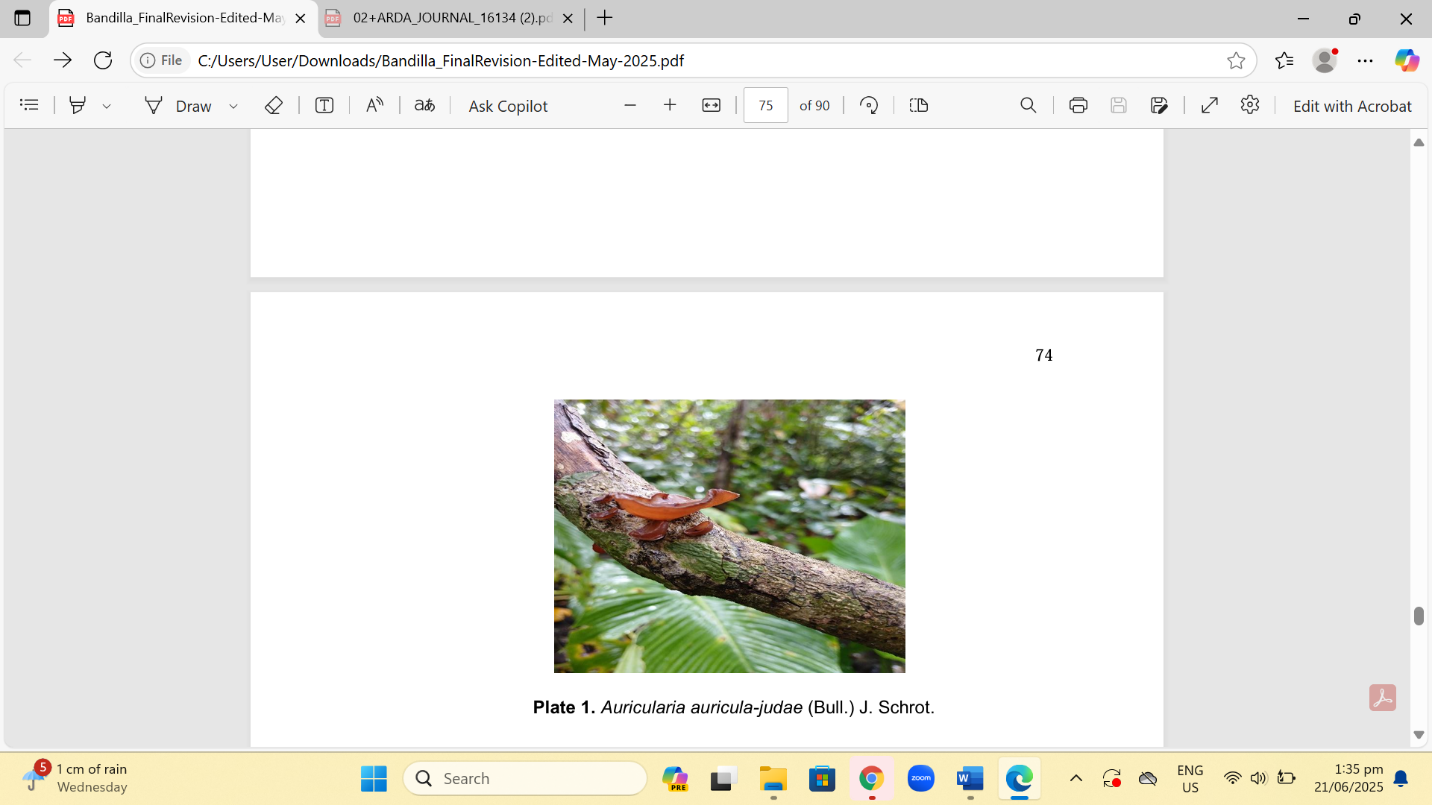 Bandilla_FinalRevision-Edited-Ma
02+ARDA_JOURNAL_16134 (2).pd
File
C:/Users/User/Downloads/Bandilla_FinalRevision-Edited-May-2025.pdf
Draw
Ask Copilot
75
of 90
Edit with Acrobat
74
Plate 1. Auricularia auricula-judae (Bull.) J. Schrot.
5
1 cm of rain
Wednesday
Search
PRE
zoom
W
ENG
US
1:35 pm
21/06/2025